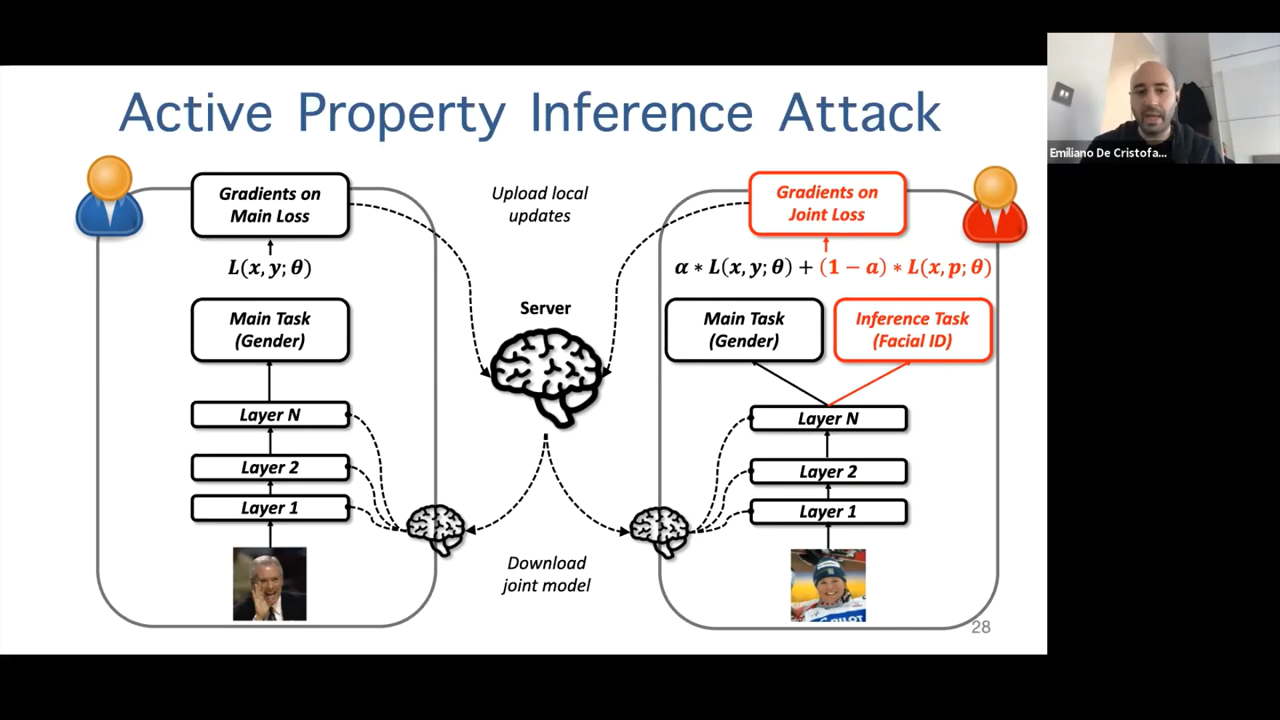 Active Property Inference Attack
Gradients on
Main Loss
L(x, y; θ)
Main Task
(Gender)
Layer N
Layer 2
Layer 1
Upload local
updates
Server
Download
joint model
Gradients on
Joint Loss
α * L(x, y; θ) + (1 − a) * L(x, p; θ)
Main Task
(Gender)
Inference Task
(Facial ID)
Layer N
Layer 2
Layer 1
PILOT
28
Emiliano De Cristofa...